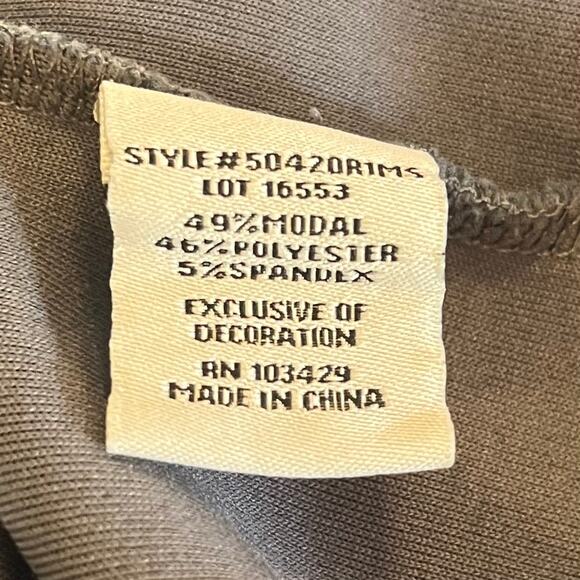 STYLE#50420R1MS
LOT 16553
49%MODAL
46%POLYESTER
5%SPANDEX
EXCLUSIVE OF
DECORATION
RN 103429
MADE IN CHINA